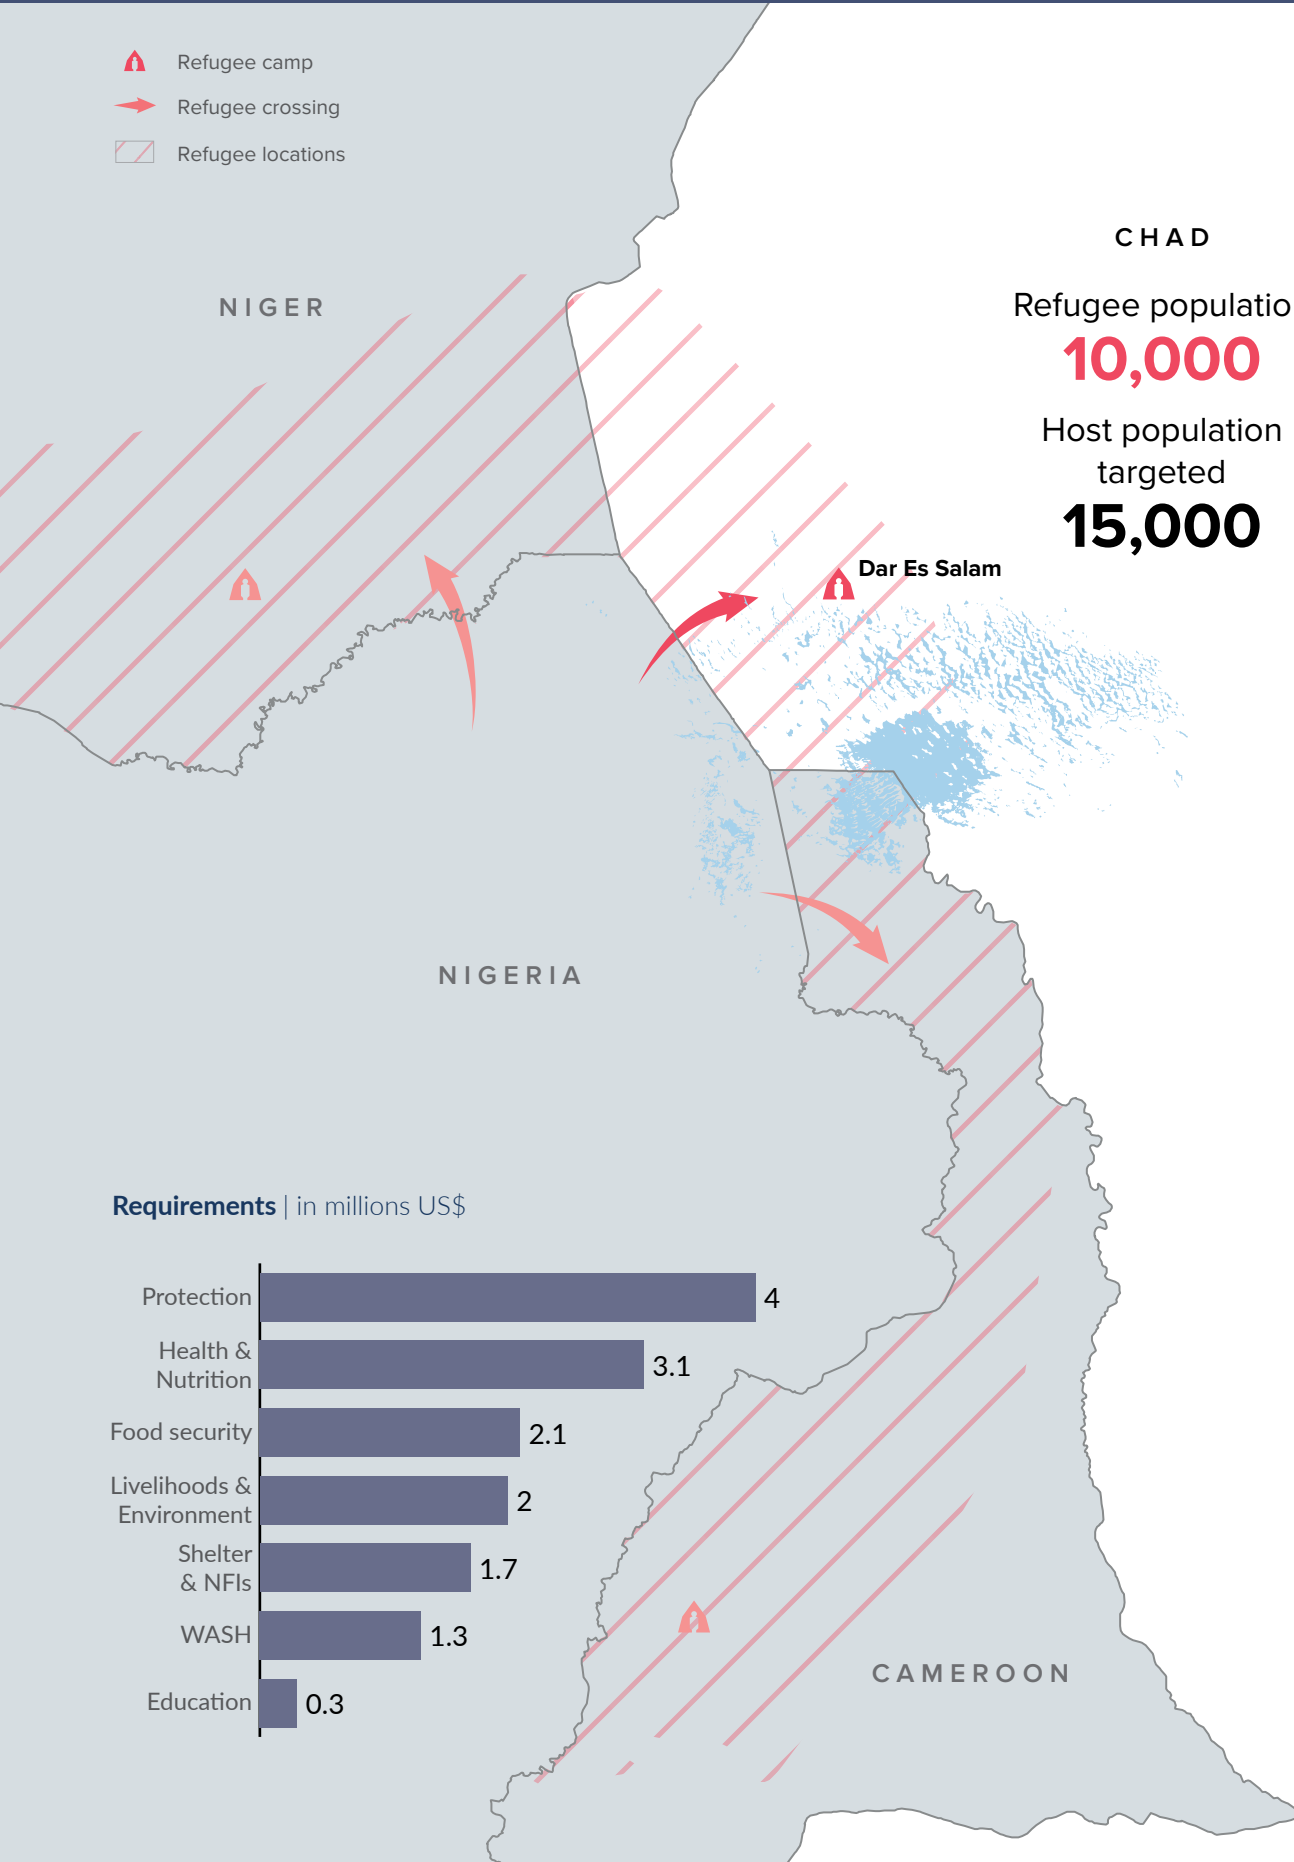 Refugee camp
Refugee crossing
Refugee locations
CHAD
NIGER
Refugee populatio
10,000
Host population
targeted
15,000
Dar Es Salam
NIGERIA
Requirements | in millions US$
Protection 4
Health &
Nutrition 3.1
Food security 2.1
Livelihoods &
Environment 2
Shelter
& NFIs 1.7
WASH 1.3
Education 0.3
CAMEROON